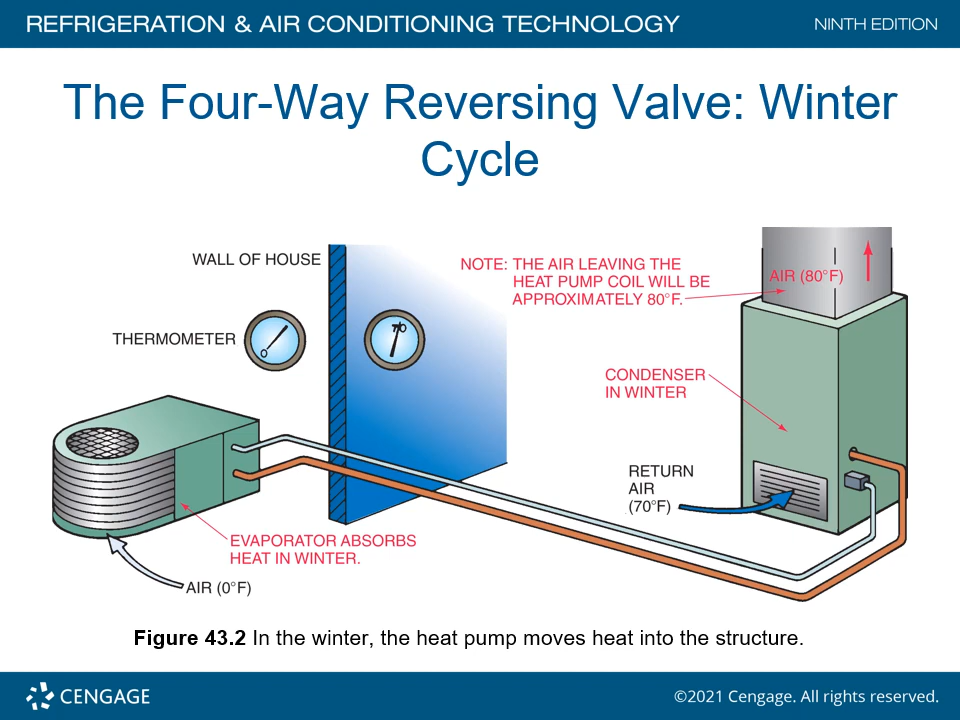 REFRIGERATION & AIR CONDITIONING TECHNOLOGY
NINTH EDITION
The Four-Way Reversing Valve: Winter
Cycle
WALL OF HOUSE
NOTE: THE AIR LEAVING THE
HEAT PUMP COIL WILL BE
APPROXIMATELY 80°F.
AIR (80°F)
THERMOMETER
0
70
CONDENSER
IN WINTER
RETURN
AIR
(70°F)
EVAPORATOR ABSORBS
HEAT IN WINTER.
AIR (0°F)
Figure 43.2 In the winter, the heat pump moves heat into the structure.
CENGAGE
©2021 Cengage. All rights reserved.